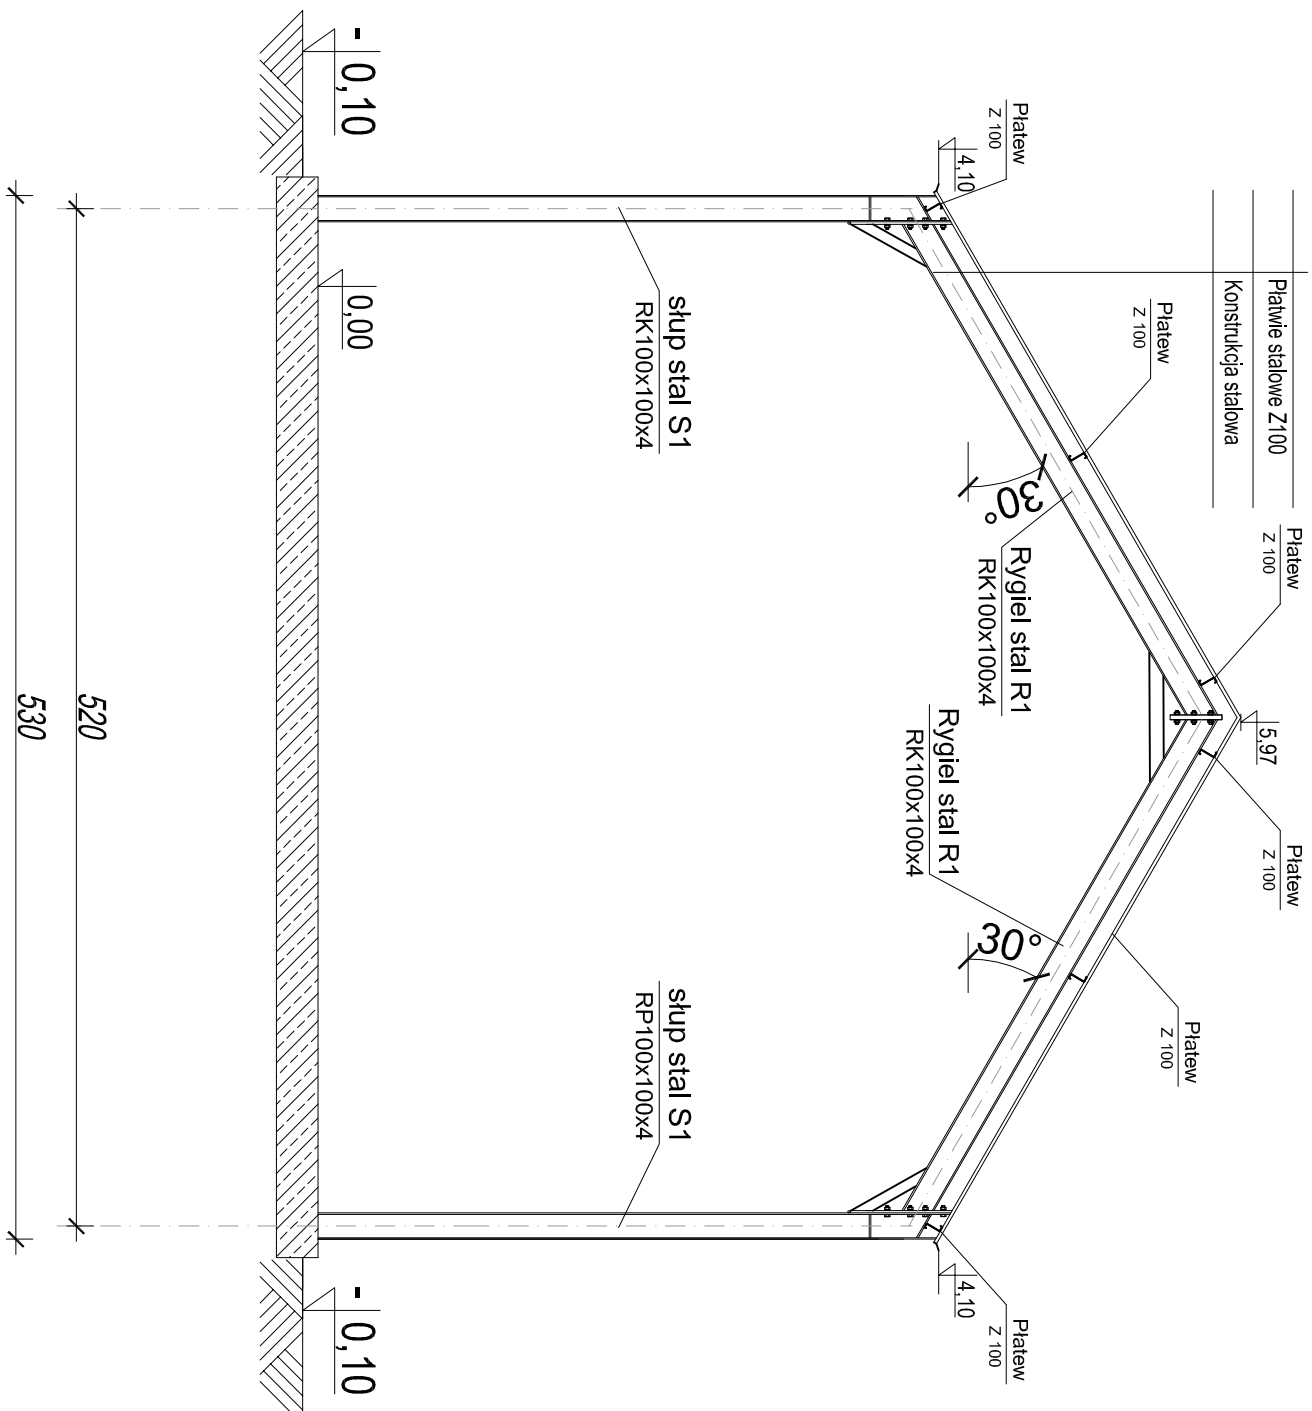 Płatwie stalowe Z100
Konstrukcja stalowa
Płatew
Z 100
Płatew
Z 100
5,97
Płatew
Z 100
Płatew
Z 100
Płatew
Z 100
Płatew
Z 100
4,10
4,10
30°
30°
Rygiel stal R1
RK100x100x4
Rygiel stal R1
RK100x100x4
słup stal S1
RK100x100x4
słup stal S1
RP100x100x4
0,00
- 0,10
- 0,10
520
530